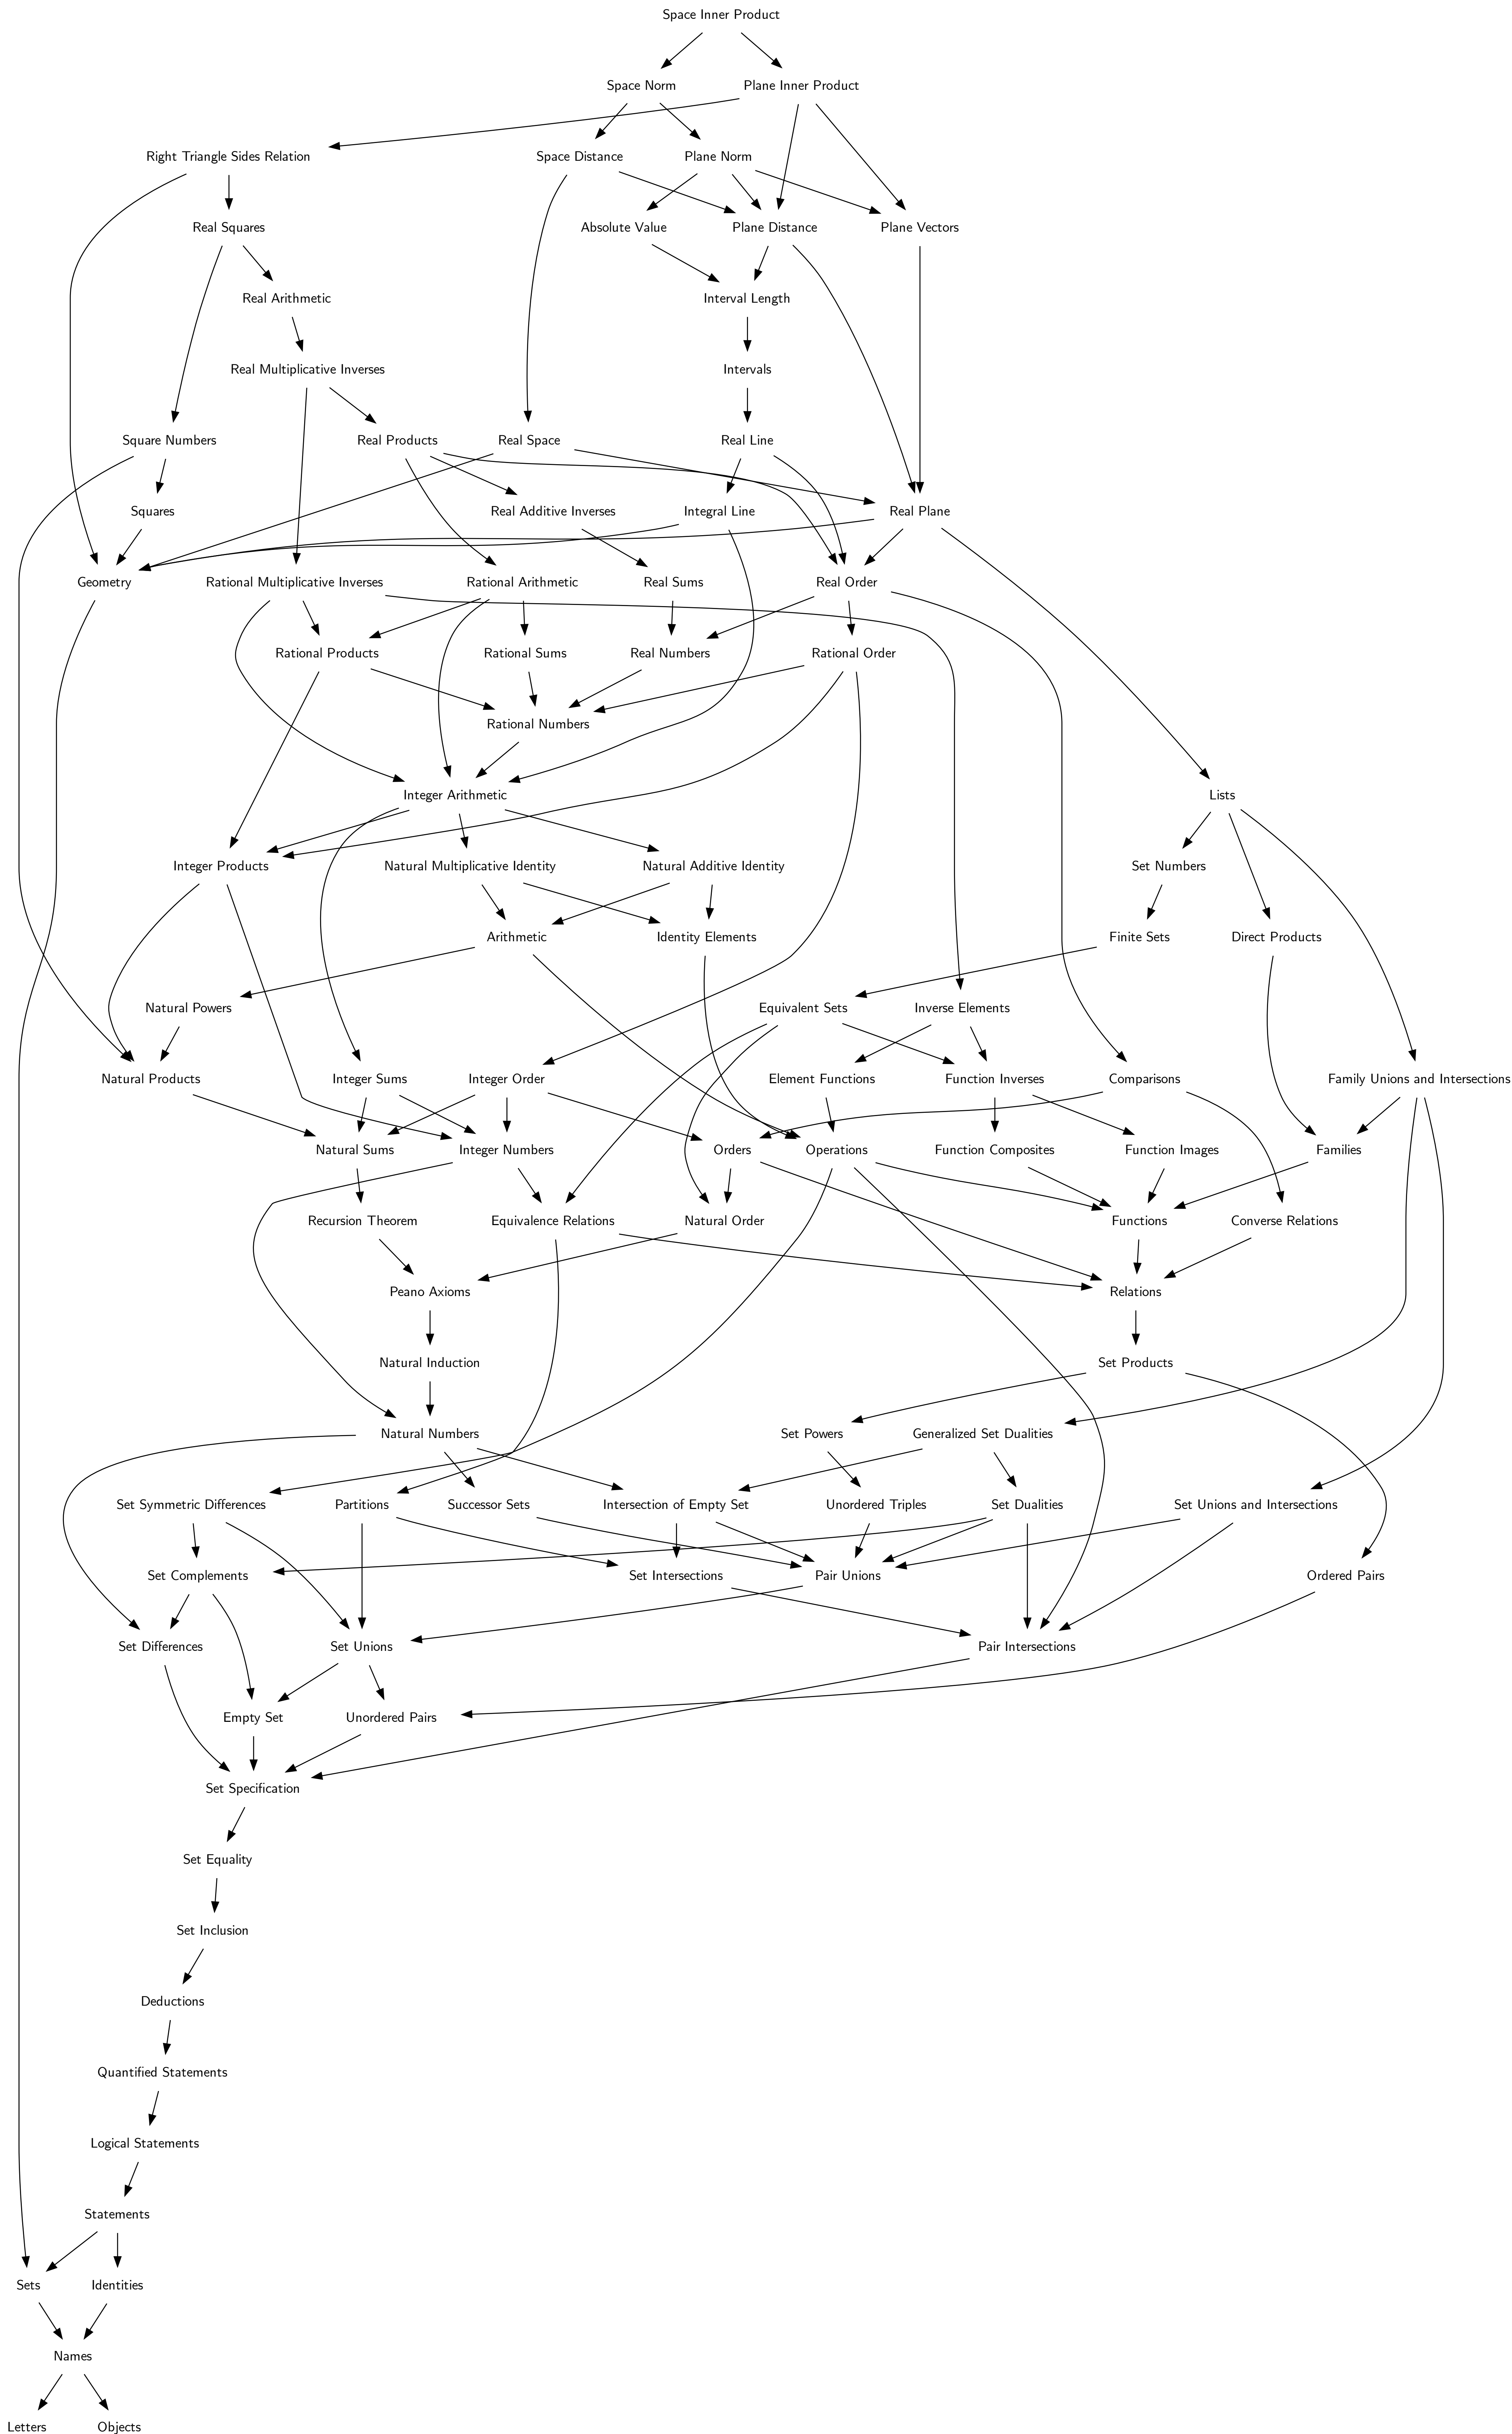 Space Inner Product
Space Norm
Plane Inner Product
Right Triangle Sides Relation
Space Distance
Plane Norm
Real Squares
Absolute Value
Plane Distance
Plane Vectors
Real Arithmetic
Interval Length
Real Multiplicative Inverses
Intervals
Square Numbers
Real Products
Real Space
Real Line
Squares
Real Additive Inverses
Integral Line
Real Plane
Geometry
Rational Multiplicative Inverses
Rational Arithmetic
Real Sums
Real Order
Rational Products
Rational Sums
Real Numbers
Rational Order
Rational Numbers
Integer Arithmetic
Lists
Integer Products
Natural Multiplicative Identity
Natural Additive Identity
Set Numbers
Arithmetic
Identity Elements
Finite Sets
Direct Products
Natural Powers
Equivalent Sets
Inverse Elements
Natural Products
Integer Sums
Integer Order
Element Functions
Function Inverses
Comparisons
Family Unions and Intersections
Natural Sums
Integer Numbers
Orders
Operations
Function Composites
Function Images
Families
Recursion Theorem
Equivalence Relations
Natural Order
Functions
Converse Relations
Peano Axioms
Relations
Natural Induction
Set Products
Natural Numbers
Set Powers
Generalized Set Dualities
Set Symmetric Differences
Partitions
Successor Sets
Intersection of Empty Set
Unordered Triples
Set Dualities
Set Unions and Intersections
Set Complements
Set Intersections
Pair Unions
Ordered Pairs
Set Differences
Set Unions
Pair Intersections
Empty Set
Unordered Pairs
Set Specification
Set Equality
Set Inclusion
Deductions
Quantified Statements
Logical Statements
Statements
Sets
Identities
Names
Letters
Objects